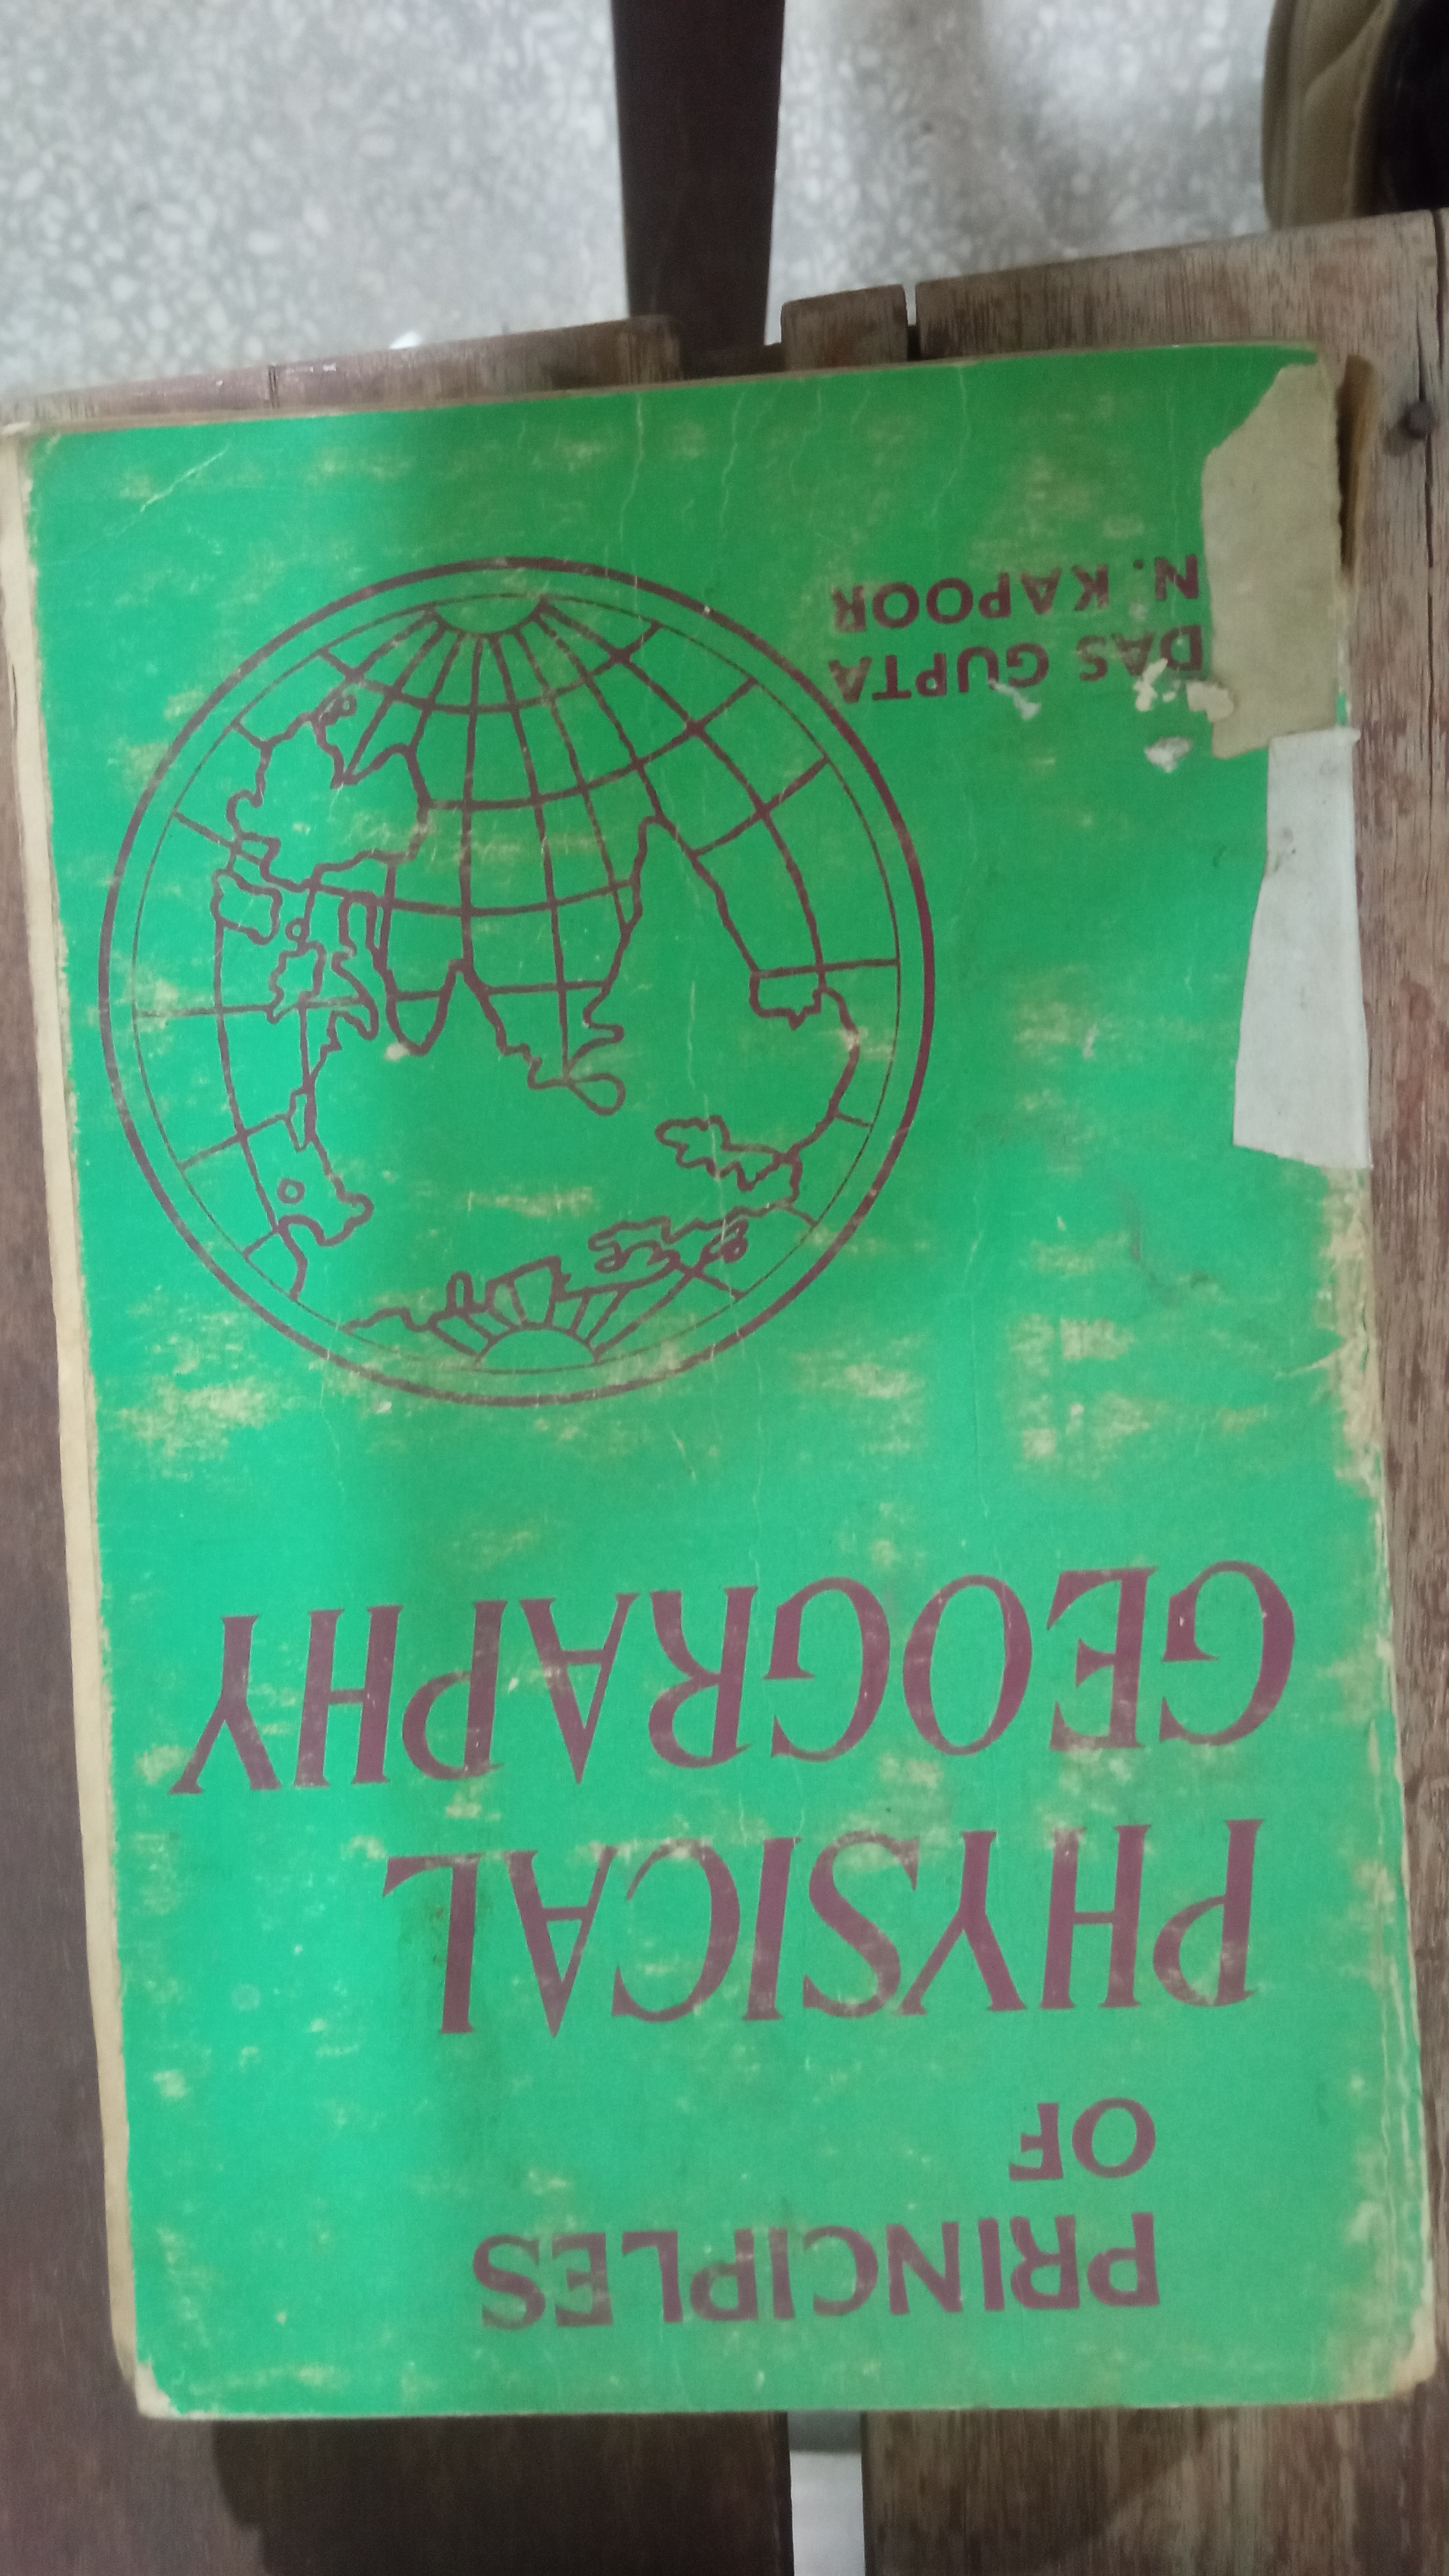 PRINCIPLES
OF
PHYSICAL
GEOGRAPHY
DAS GUPTA
N. KAPOOR